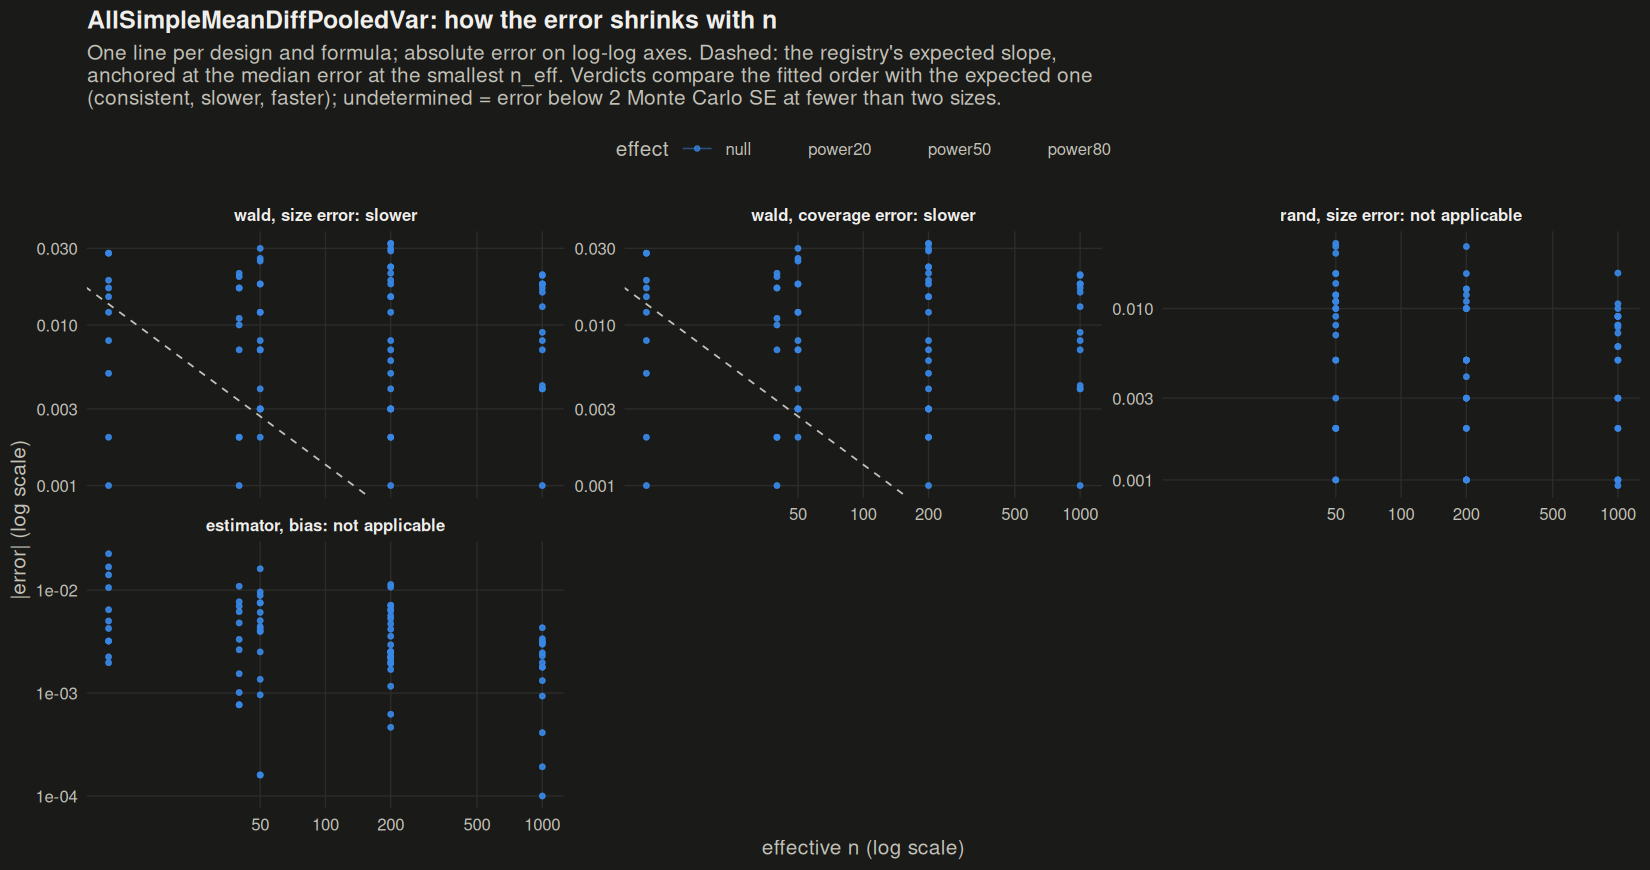 AllSimpleMeanDiffPooledVar: how the error shrinks with n
One line per design and formula; absolute error on log-log axes. Dashed: the registry's expected slope,
anchored at the median error at the smallest n_eff. Verdicts compare the fitted order with the expected one
(consistent, slower, faster); undetermined = error below 2 Monte Carlo SE at fewer than two sizes.
effect null power20 power50 power80
wald, size error: slower
wald, coverage error: slower
rand, size error: not applicable
0.030
0.010
0.003
0.001
0.030
0.010
0.003
0.001
50 100 200 500 1000
0.010
0.003
0.001
50 100 200 500 1000
estimator, bias: not applicable
1e-02
1e-03
1e-04
50 100 200 500 1000
|error| (log scale)
effective n (log scale)